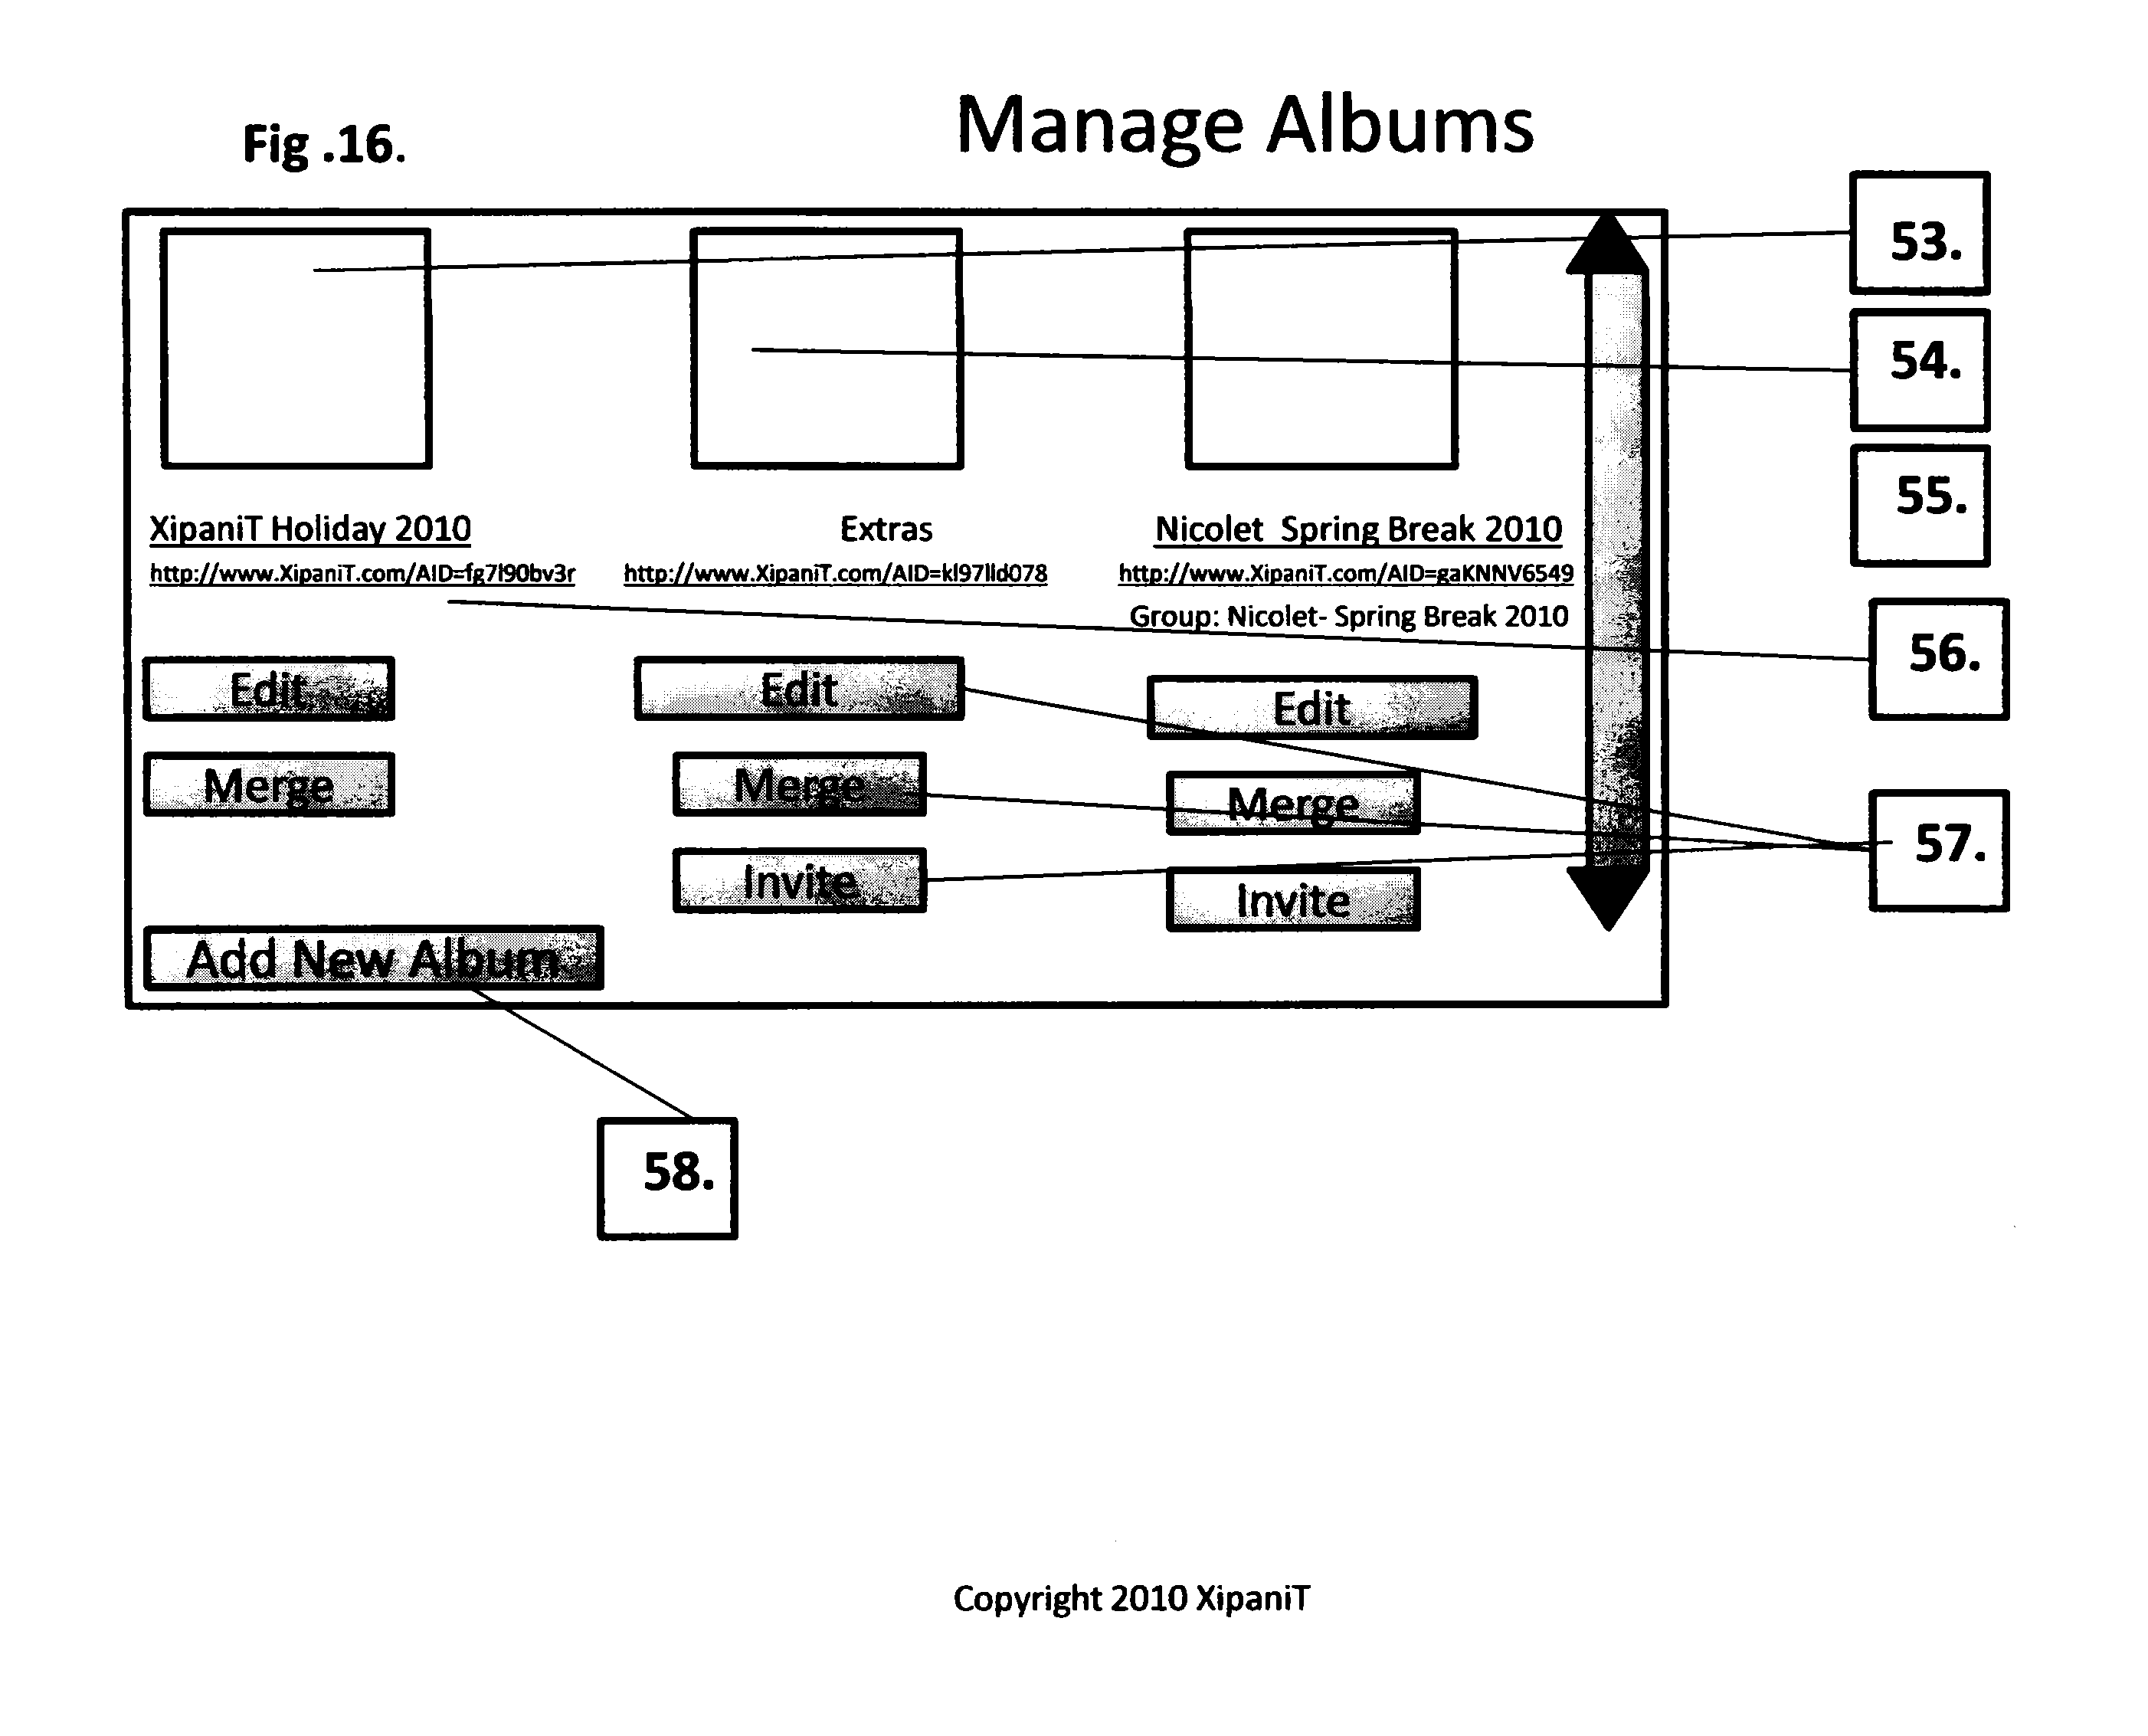 Fig .16.
Manage Albums
53.
54.
55.
XipaniT Holiday 2010
Extras
Nicolet Spring Break 2010
http://www.XipaniT.com/AID=fg7l90bv3r
http://www.XipaniT.com/AID=kl97lld078
http://www.XipaniT.com/AID=gaKNNV6549
Group: Nicolet- Spring Break 2010
56.
Edit
Edit
Edit
Merge
Merge
Merge
57.
Invite
Invite
Add New Album
58.
Copyright 2010 XipaniT